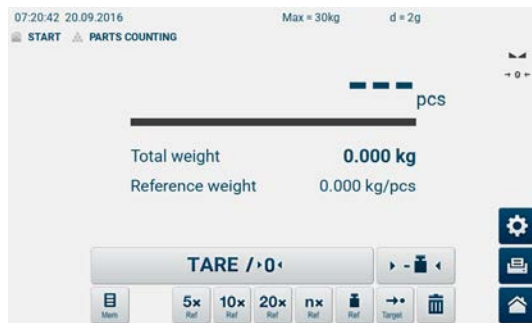 07:20:42 20.09.2016 Max = 30kg d = 2g
START PARTS COUNTING
→ 0 ←
--- pcs
Total weight 0.000 kg
Reference weight 0.000 kg/pcs
TARE / 0
5x 10x 20x nx
Mem Ref Ref Ref Ref Ref Target